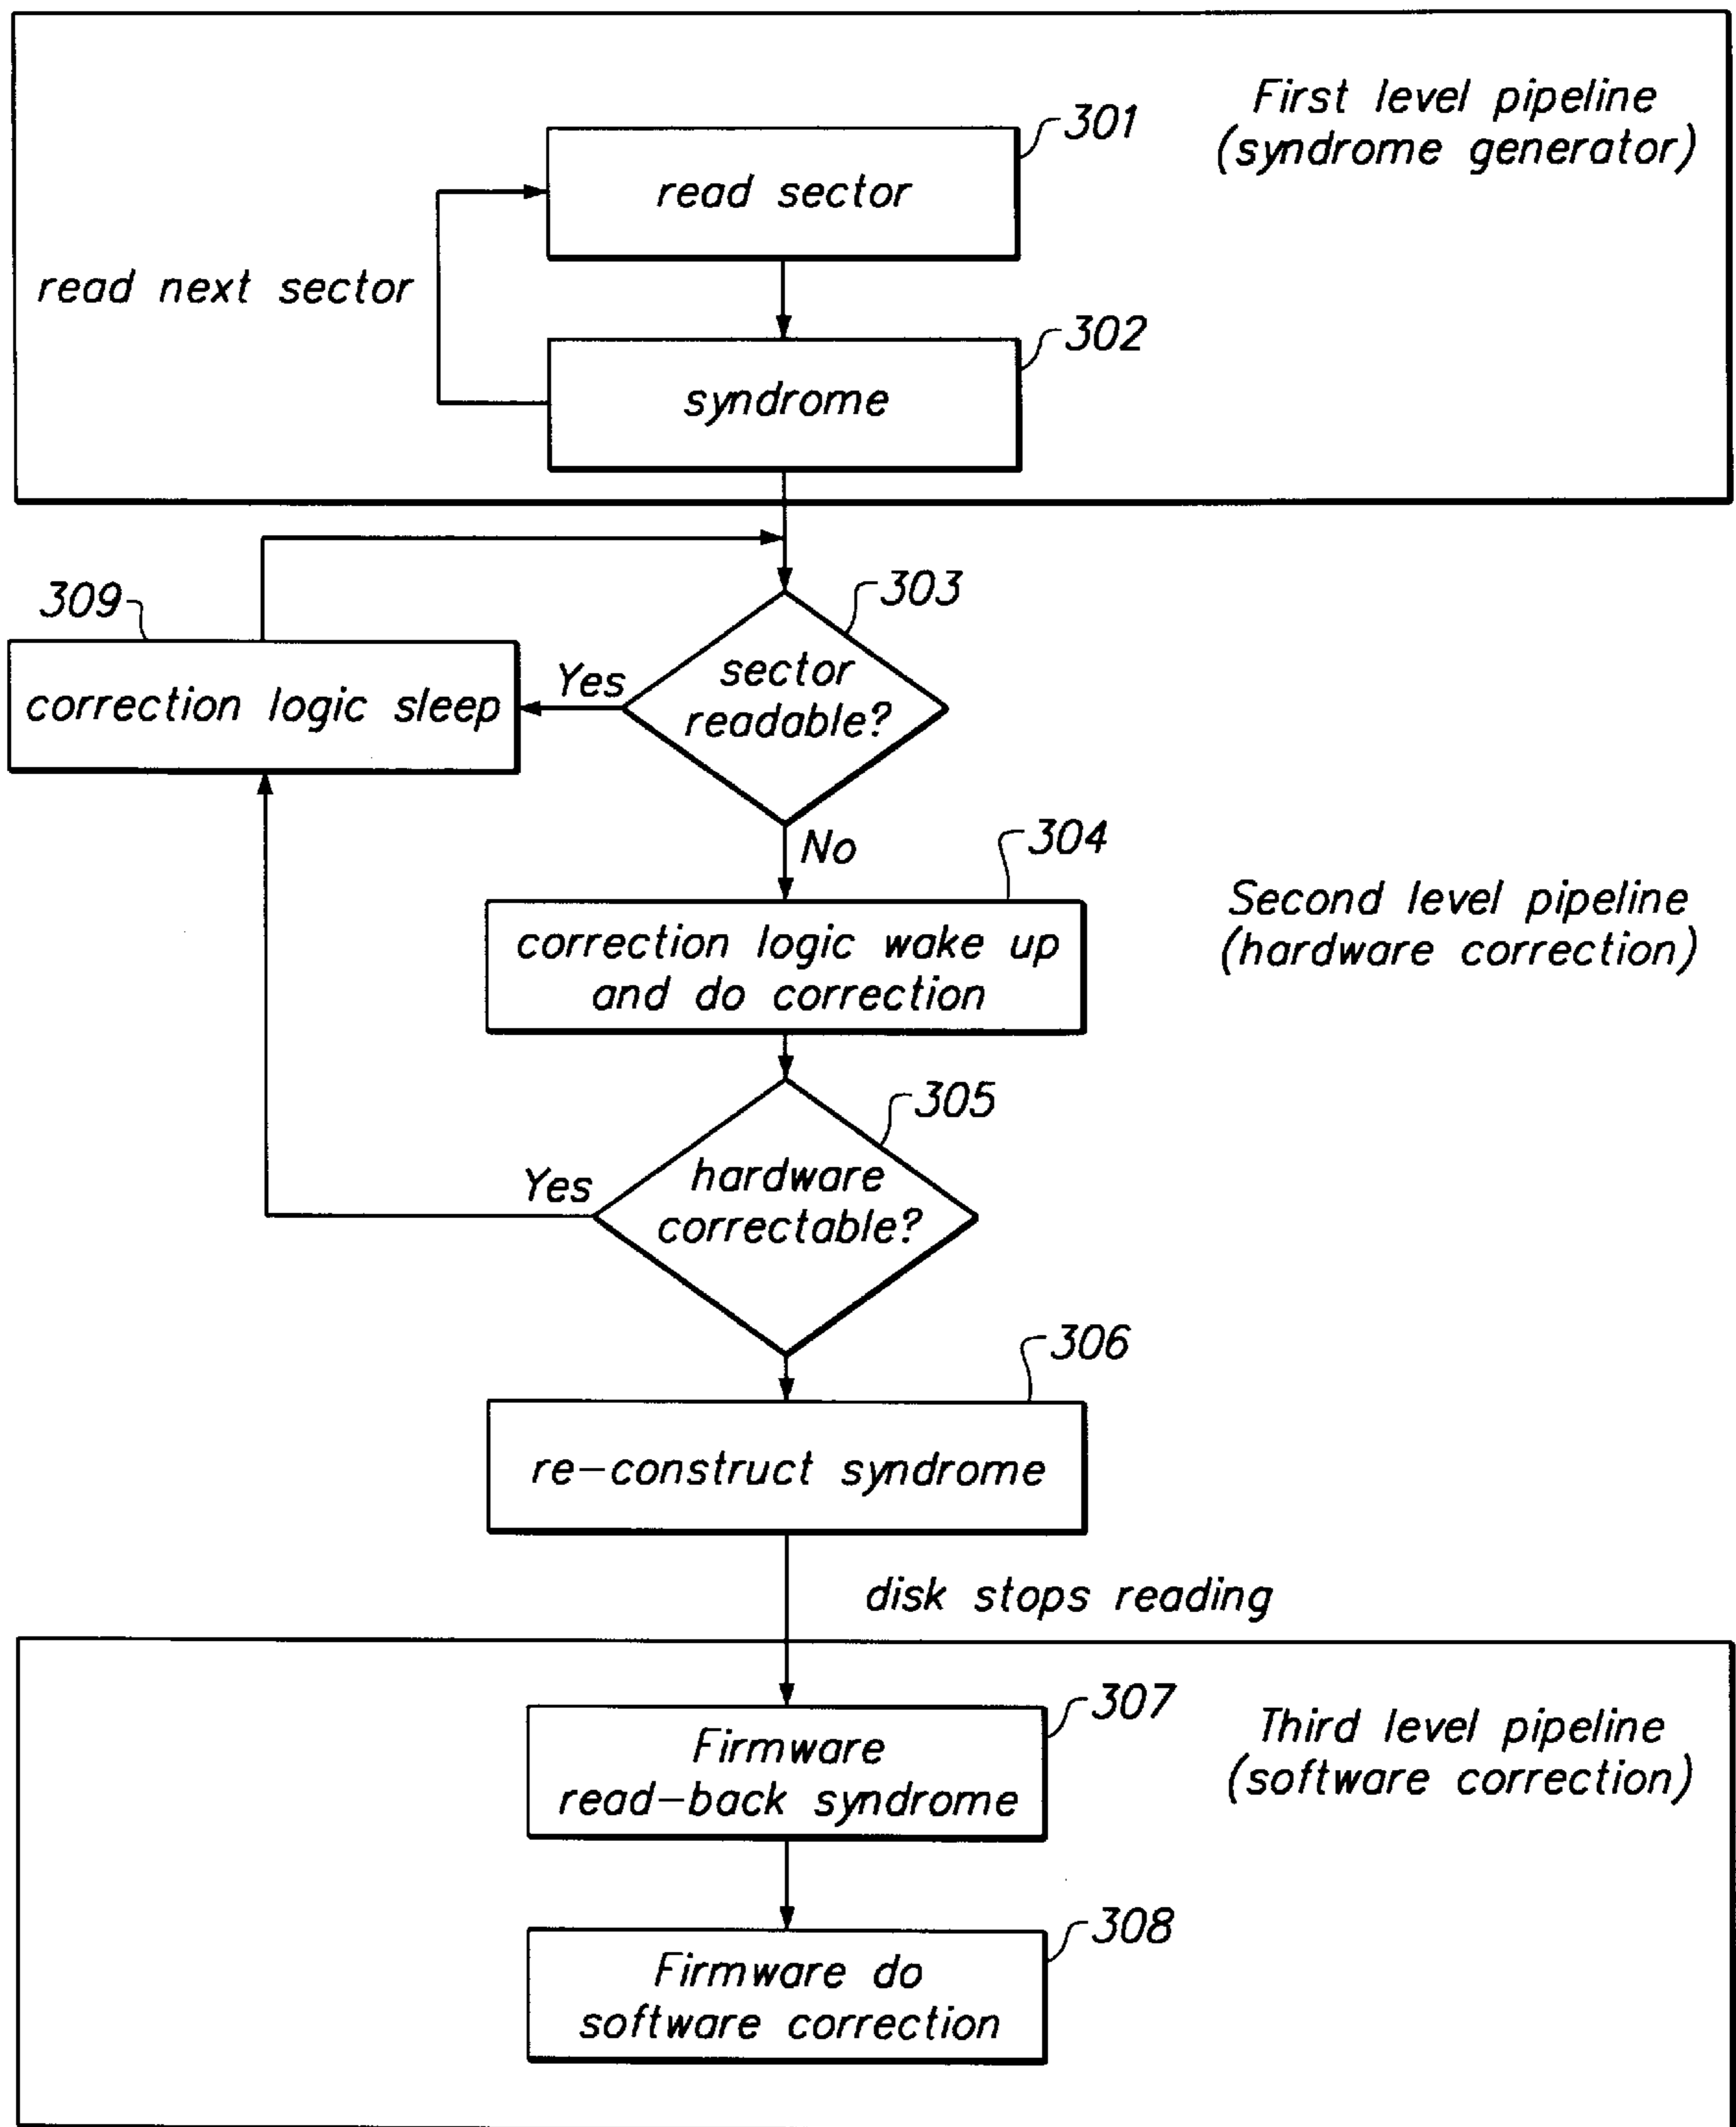 First level pipeline
(syndrome generator)
301
read sector
read next sector
302
syndrome
303
309
sector
readable?
Yes
correction logic sleep
No
304
Second level pipeline
(hardware correction)
correction logic wake up
and do correction
305
hardware
correctable?
Yes
306
re-construct syndrome
disk stops reading
307
Third level pipeline
(software correction)
Firmware
read-back syndrome
308
Firmware do
software correction